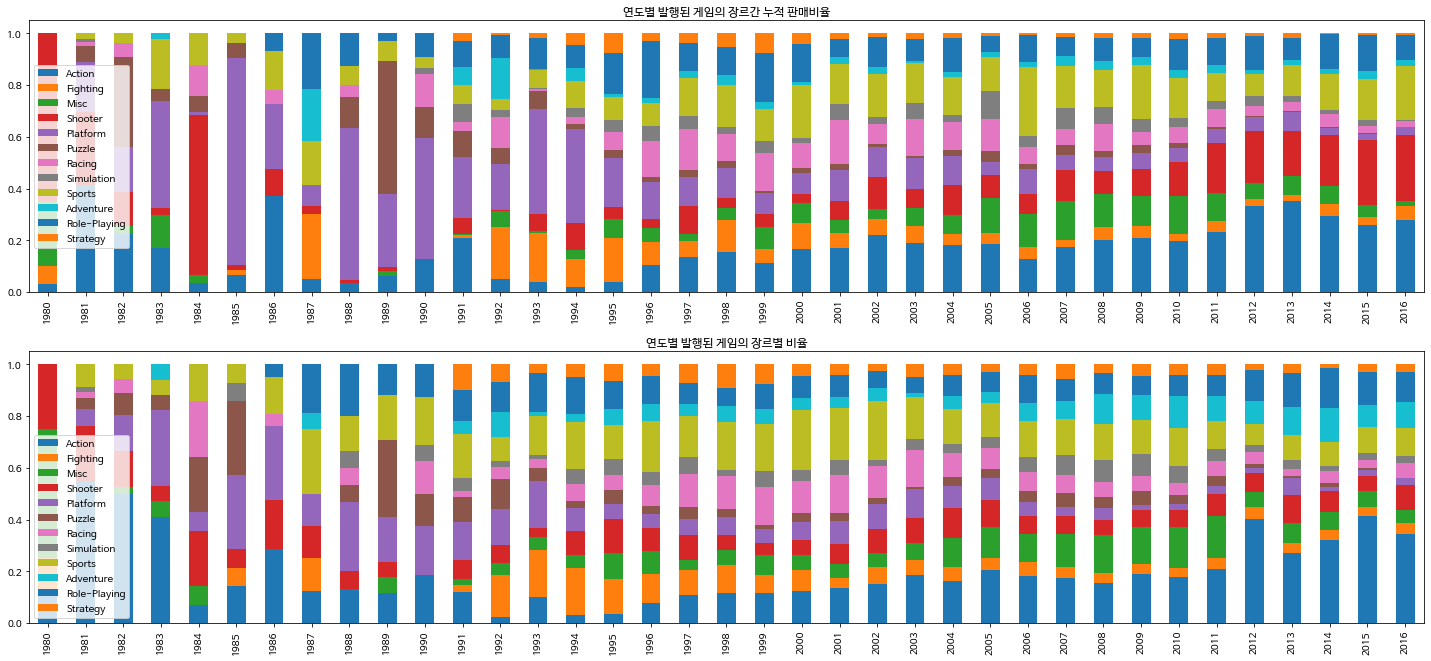 연도별 발행된 게임의 장르간 누적 판매비율
1.0
0.8
0.6
0.4
0.2
0.0
Action
Fighting
Misc
Shooter
Platform
Puzzle
Racing
Simulation
Sports
Adventure
Role-Playing
Strategy
1980 1981 1982 1983 1984 1985 1986 1987 1988 1989 1990 1991 1992 1993 1994 1995 1996 1997 1998 1999 2000 2001 2002 2003 2004 2005 2006 2007 2008 2009 2010 2011 2012 2013 2014 2015 2016
연도별 발행된 게임의 장르별 비율
1.0
0.8
0.6
0.4
0.2
0.0
Action
Fighting
Misc
Shooter
Platform
Puzzle
Racing
Simulation
Sports
Adventure
Role-Playing
Strategy
1980 1981 1982 1983 1984 1985 1986 1987 1988 1989 1990 1991 1992 1993 1994 1995 1996 1997 1998 1999 2000 2001 2002 2003 2004 2005 2006 2007 2008 2009 2010 2011 2012 2013 2014 2015 2016